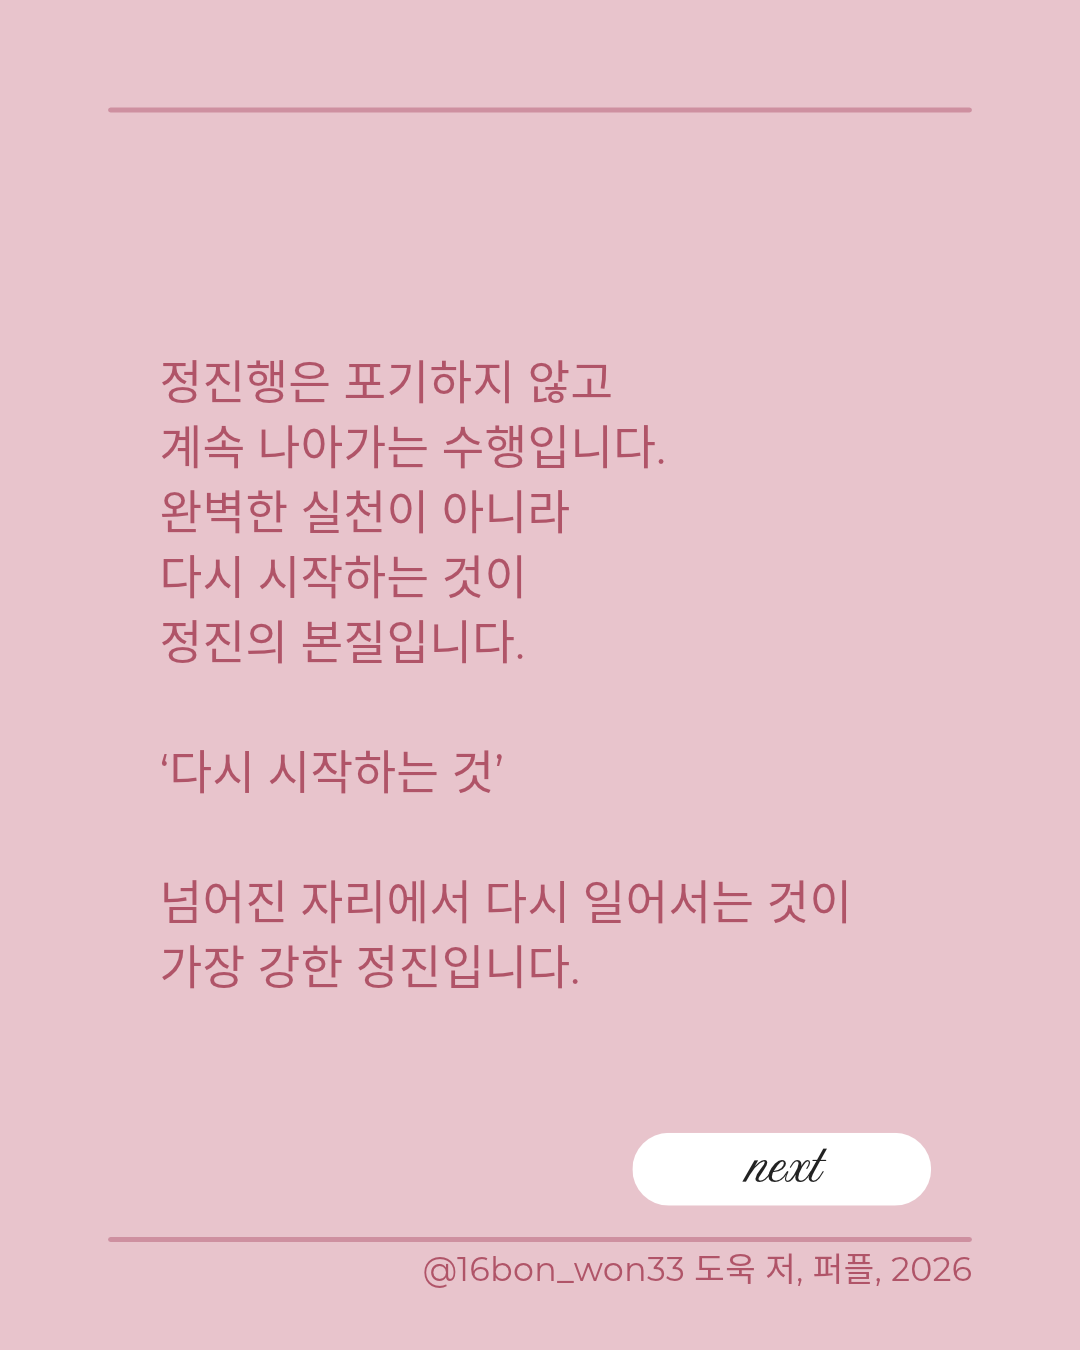 정진행은 포기하지 않고
계속 나아가는 수행입니다.
완벽한 실천이 아니라
다시 시작하는 것이
정진의 본질입니다.
‘다시 시작하는 것’
넘어진 자리에서 다시 일어서는 것이
가장 강한 정진입니다.
next
@16bon_won33 도욱 저, 퍼플, 2026